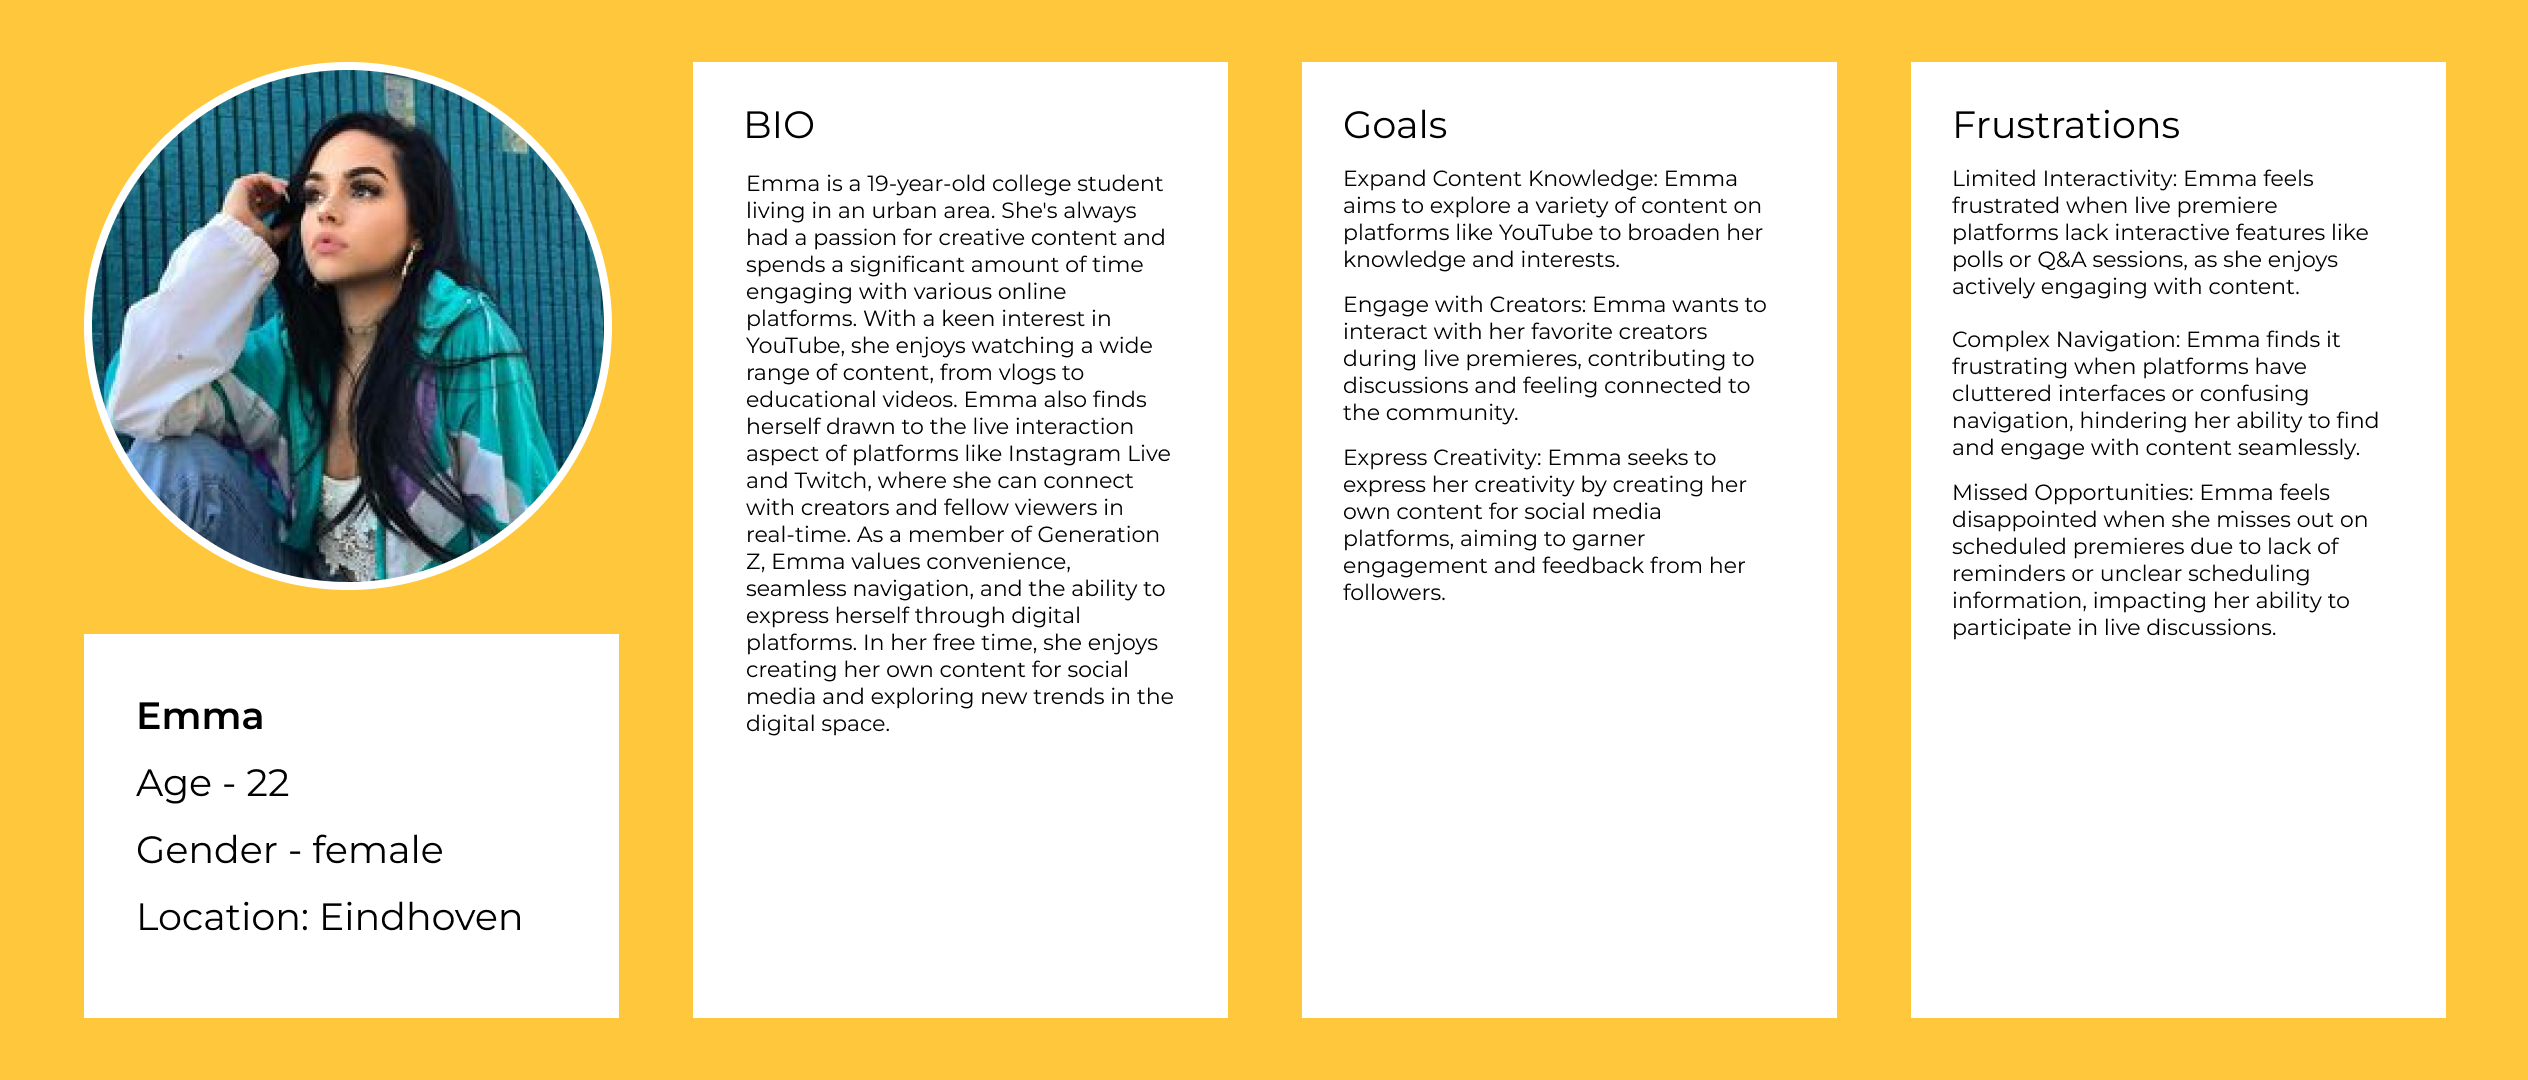 Emma
Age - 22
Gender - female
Location: Eindhoven
BIO
Emma is a 19-year-old college student
living in an urban area. She's always
had a passion for creative content and
spends a significant amount of time
engaging with various online
platforms. With a keen interest in
YouTube, she enjoys watching a wide
range of content, from vlogs to
educational videos. Emma also finds
herself drawn to the live interaction
aspect of platforms like Instagram Live
and Twitch, where she can connect
with creators and fellow viewers in
real-time. As a member of Generation
Z, Emma values convenience,
seamless navigation, and the ability to
express herself through digital
platforms. In her free time, she enjoys
creating her own content for social
media and exploring new trends in the
digital space.
Goals
Expand Content Knowledge: Emma
aims to explore a variety of content on
platforms like YouTube to broaden her
knowledge and interests.
Engage with Creators: Emma wants to
interact with her favorite creators
during live premieres, contributing to
discussions and feeling connected to
the community.
Express Creativity: Emma seeks to
express her creativity by creating her
own content for social media
platforms, aiming to garner
engagement and feedback from her
followers.
Frustrations
Limited Interactivity: Emma feels
frustrated when live premiere
platforms lack interactive features like
polls or Q&A sessions, as she enjoys
actively engaging with content.
Complex Navigation: Emma finds it
frustrating when platforms have
cluttered interfaces or confusing
navigation, hindering her ability to find
and engage with content seamlessly.
Missed Opportunities: Emma feels
disappointed when she misses out on
scheduled premieres due to lack of
reminders or unclear scheduling
information, impacting her ability to
participate in live discussions.